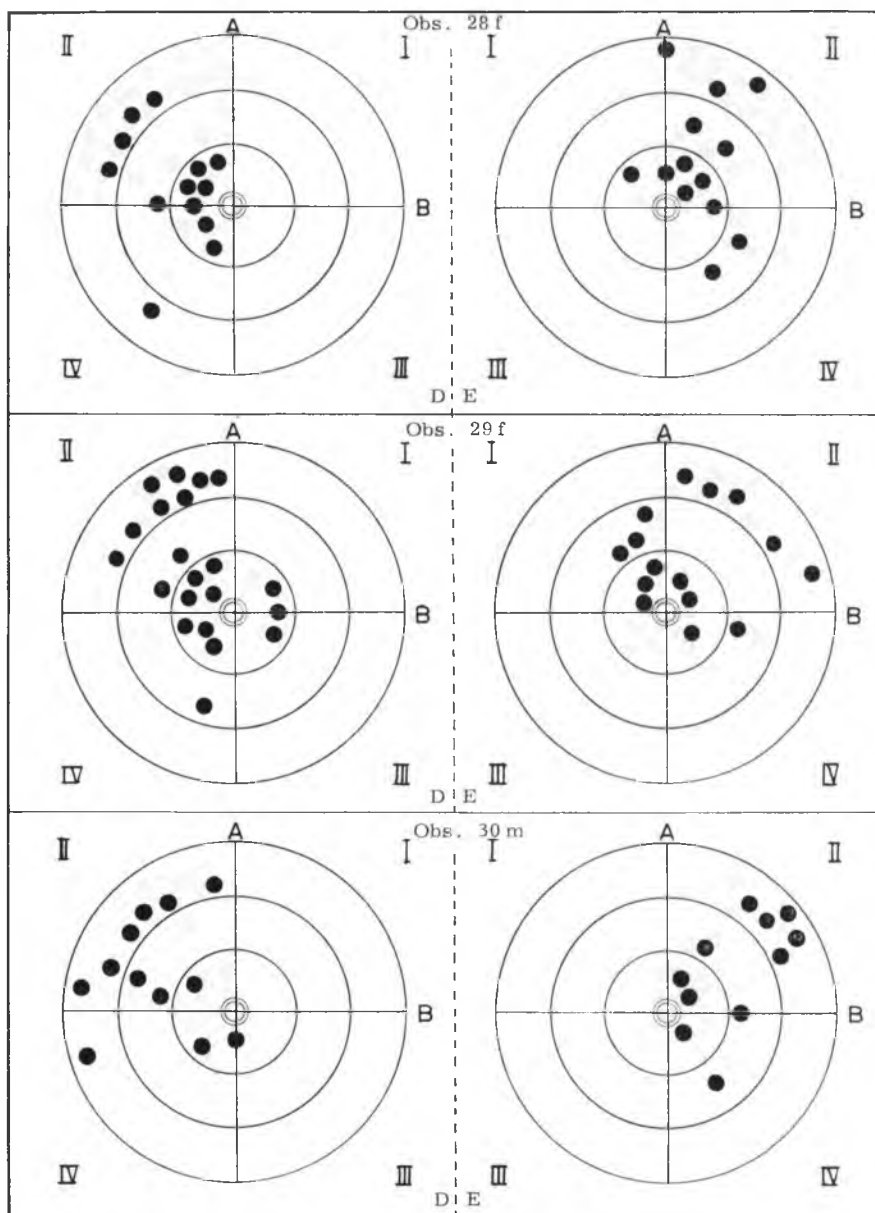 Obs. 28 f
II A I I A II
B B
IV III III IV
D E
Obs. 29 f
II A I I A II
B B
IV III III IV
D E
Obs. 30 m
II A I I A II
B B
IV III III IV
D E